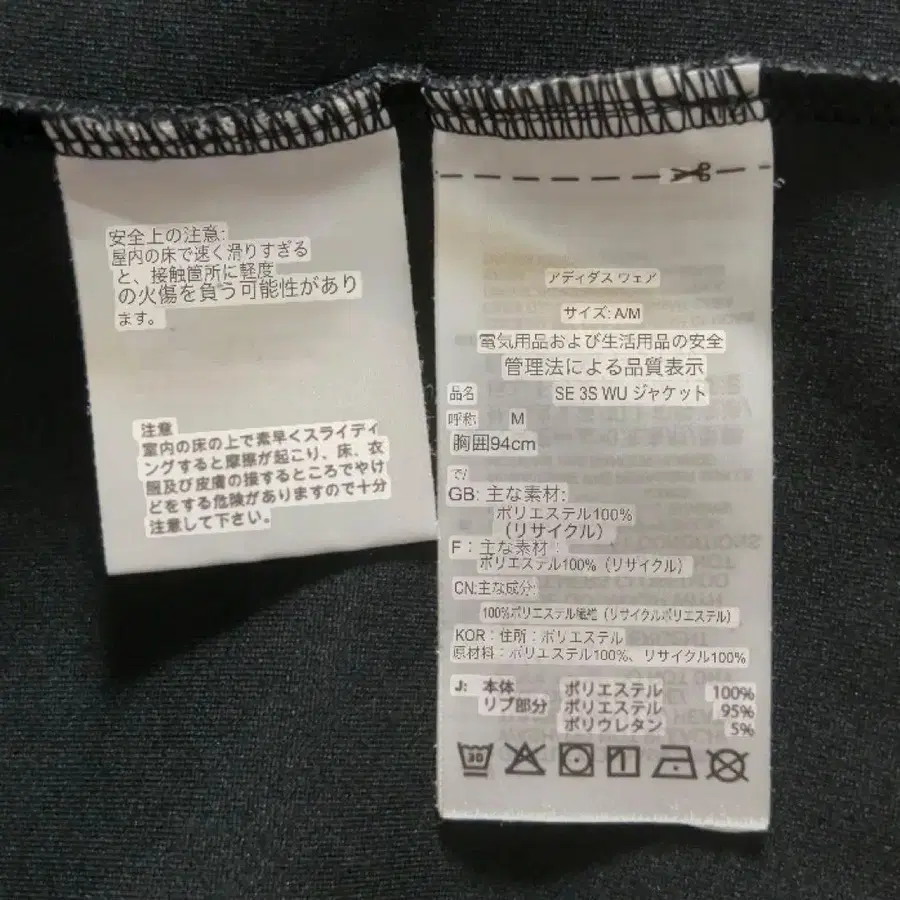 安全上の注意:
屋内の床で速く滑りすぎる
と、接触箇所に軽度
の火傷を負う可能性があり
ます。
注意
室内の床の上で素早くスライディ
ングすると摩擦が起こり、床、衣
服及び皮膚の接するところでやけ
どをする危険がありますので十分
注意して下さい。
アディダス ウェア
サイズ: A/M
電気用品および生活用品の安全
管理法による品質表示
品名 SE 3S WU ジャケット
呼称 M
胸囲94cm
で/
GB: 主な素材:
ポリエステル100%
（リサイクル）
F：主な素材：
ポリエステル100%（リサイクル）
CN:主な成分:
100%ポリエステル繊維（リサイクルポリエステル）
KOR：住所：ポリエステル
原材料：ポリエステル100%、リサイクル100%
J: 本体 ポリエステル 100%
リブ部分 ポリエステル 95%
ポリウレタン 5%
30